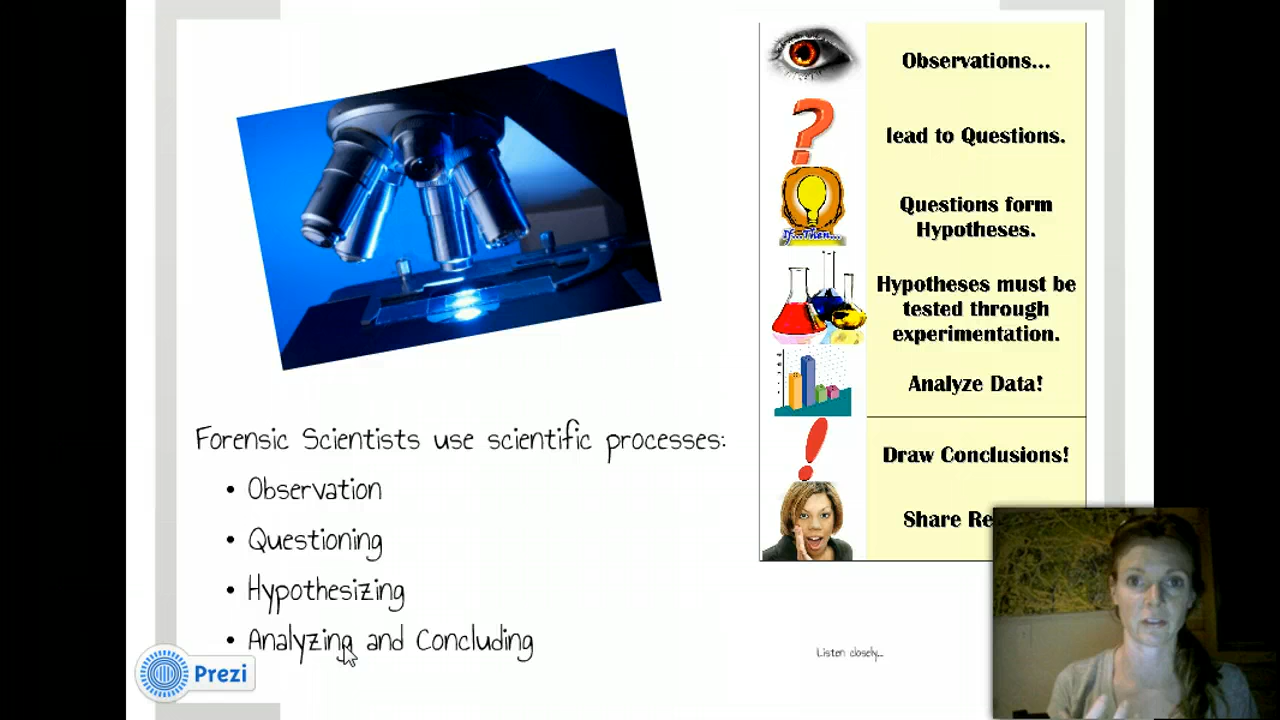 Observations...
lead to Questions.
If...Then...
Questions form
Hypotheses.
Hypotheses must be
tested through
experimentation.
Analyze Data!
Draw Conclusions!
Share
Forensic Scientists use scientific processes:
• Observation
• Questioning
• Hypothesizing
• Analyzing and Concluding
Prezi
Listen closely...